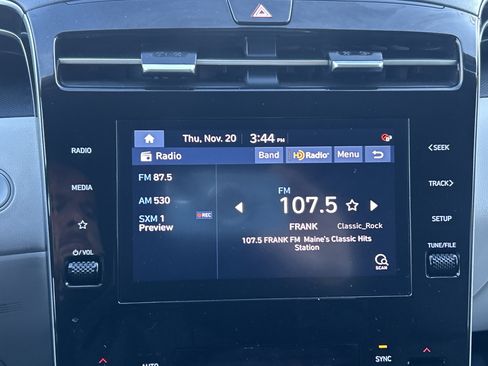 Thu, Nov. 20 3:44 PM
RADIO
Radio Band HD Radio Menu
< SEEK
FM 87.5
FM
MEDIA
TRACK >
AM 530
107.5
SXM 1 REC
Preview
SETUP
FRANK Classic_Rock
107.5 FRANK FM Maine's Classic Hits
Station
/ VOL
TUNE/FILE
SCAN
AUTO
SYNC